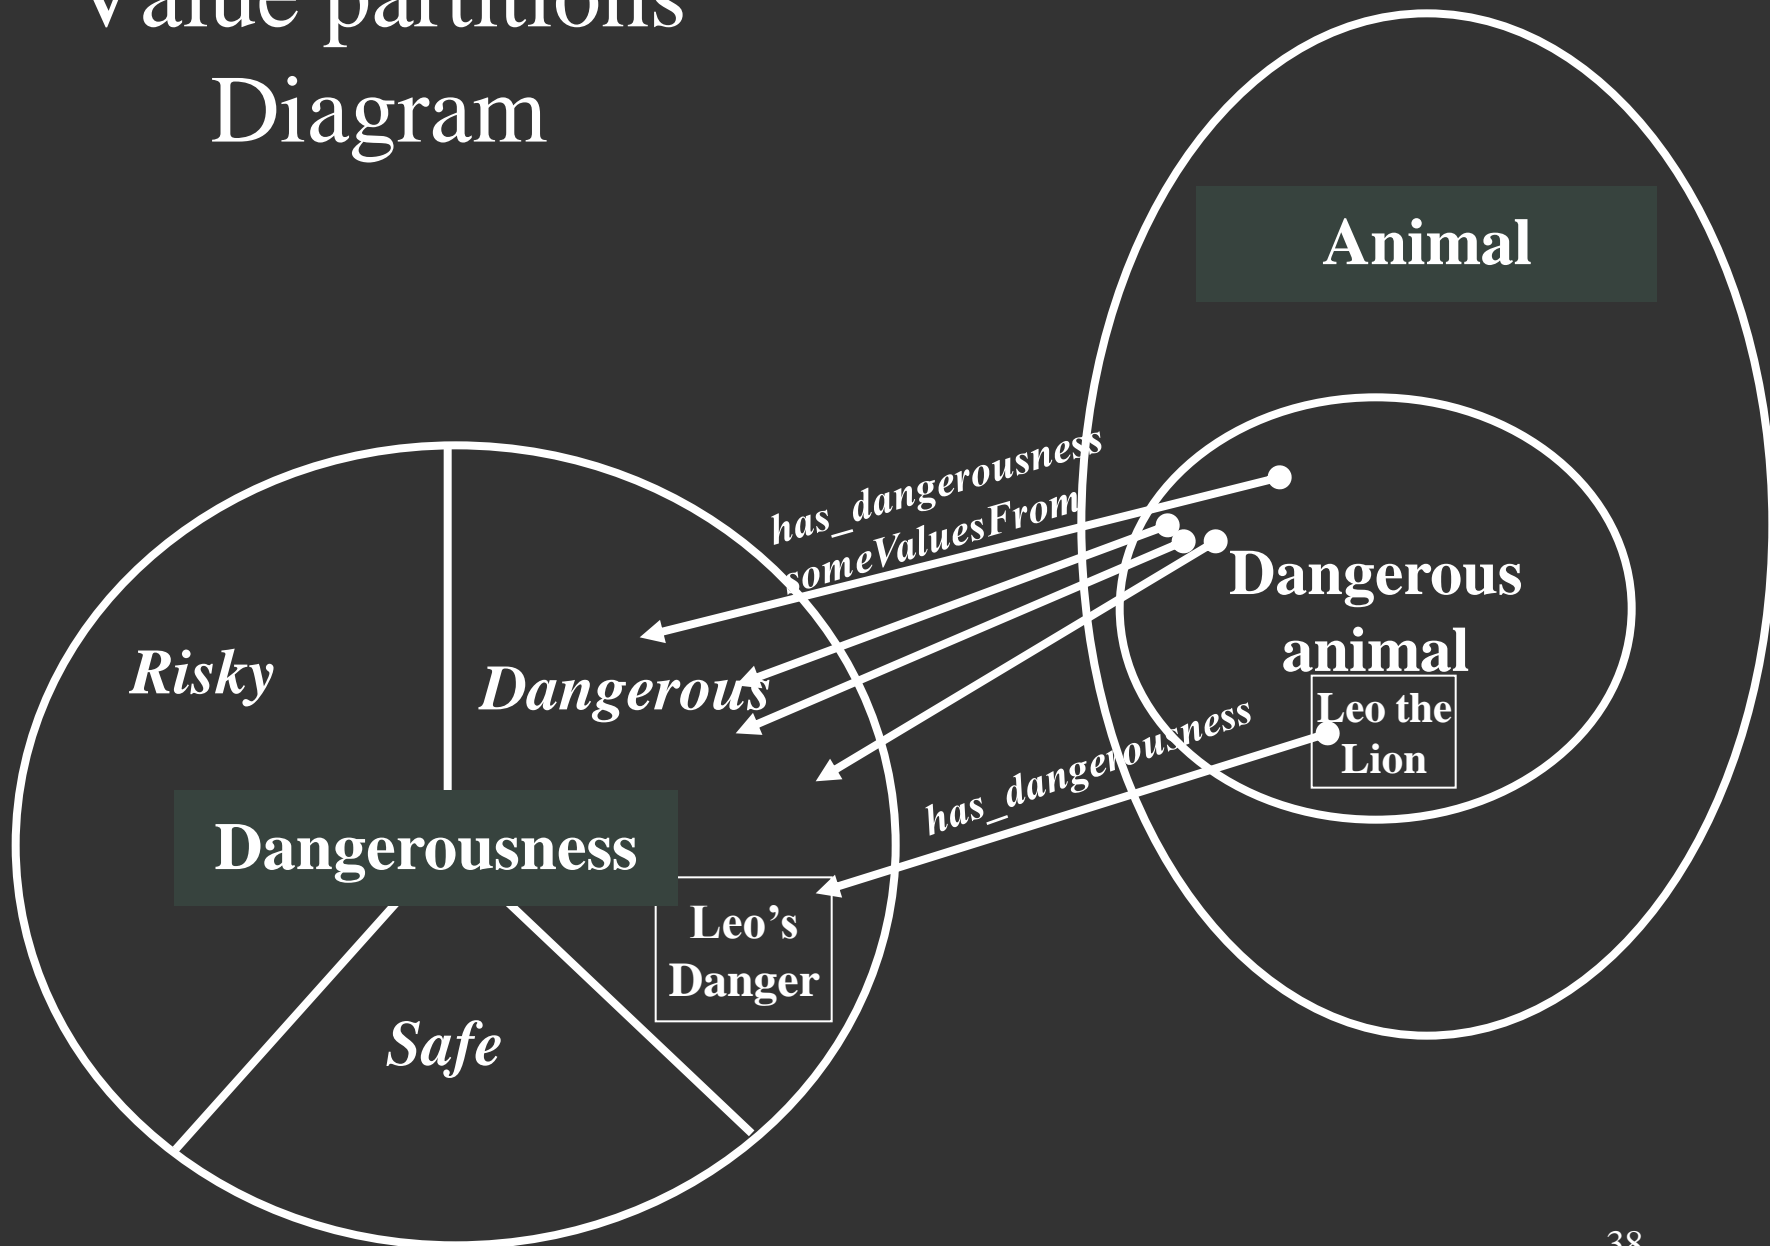 Value partitions
Diagram
Animal
has_dangerousness
someValuesFrom
Dangerous
animal
Risky
Dangerous
Leo the
Lion
has_dangerousness
Dangerousness
Leo’s
Danger
Safe
38